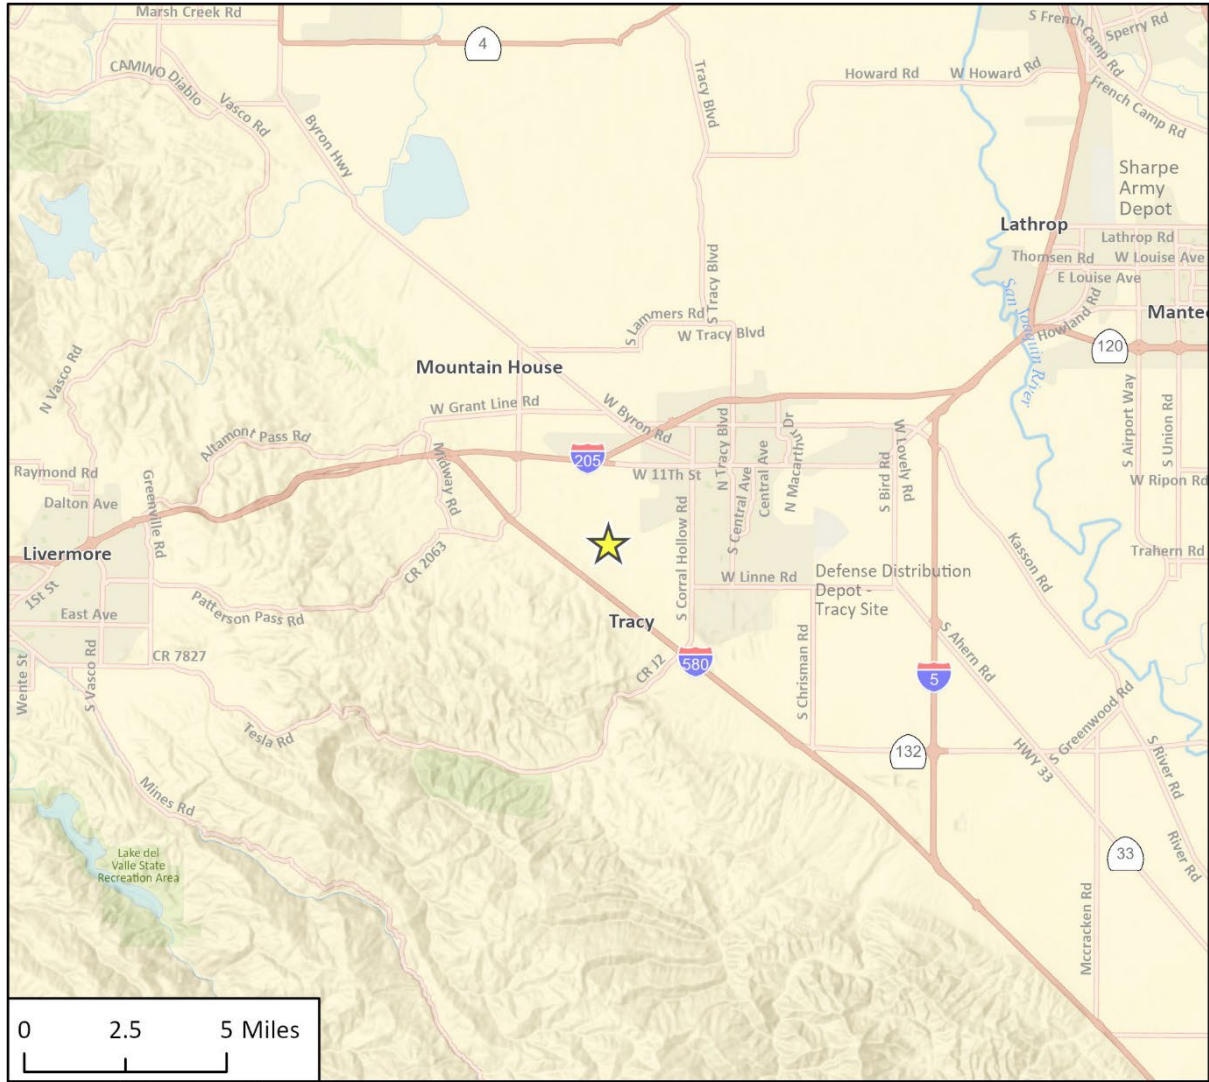 Marsh Creek Rd
4
S French Camp Rd
Sperry Rd
CAMINO Diablo
Vasco Rd
Byron Hwy
Tracy Blvd
Howard Rd
W Howard Rd
French Camp Rd
Sharpe
Army
Depot
Lathrop
Lathrop Rd
Thomsen Rd
W Louise Ave
E Louise Ave
San Joaquin River
Howland Rd
Mantec
120
S Tracy Blvd
S Lammers Rd
W Tracy Blvd
N Vasco Rd
Mountain House
W Grant Line Rd
W Byron Rd
Altamont Pass Rd
Midway Rd
205
W 11Th St
N Tracy Blvd
Central Ave
S Central Ave
N Macarthur Dr
W Lovely Rd
S Bird Rd
S Airport Way
S Union Rd
W Ripon Rd
Raymond Rd
Dalton Ave
Greenville Rd
Livermore
1St St
East Ave
CR 2063
Patterson Pass Rd
S Corral Hollow Rd
W Linne Rd
Defense Distribution
Depot -
Tracy Site
Kasson Rd
Trahern Rd
Tracy
580
CR J2
S Chrisman Rd
S Ahern Rd
5
CR 7827
Wente St
S Vasco Rd
Tesla Rd
Mines Rd
132
HWY 33
S Greenwood Rd
S River Rd
River Rd
33
Mccracken Rd
Lake del
Valle State
Recreation Area
0 2.5 5 Miles